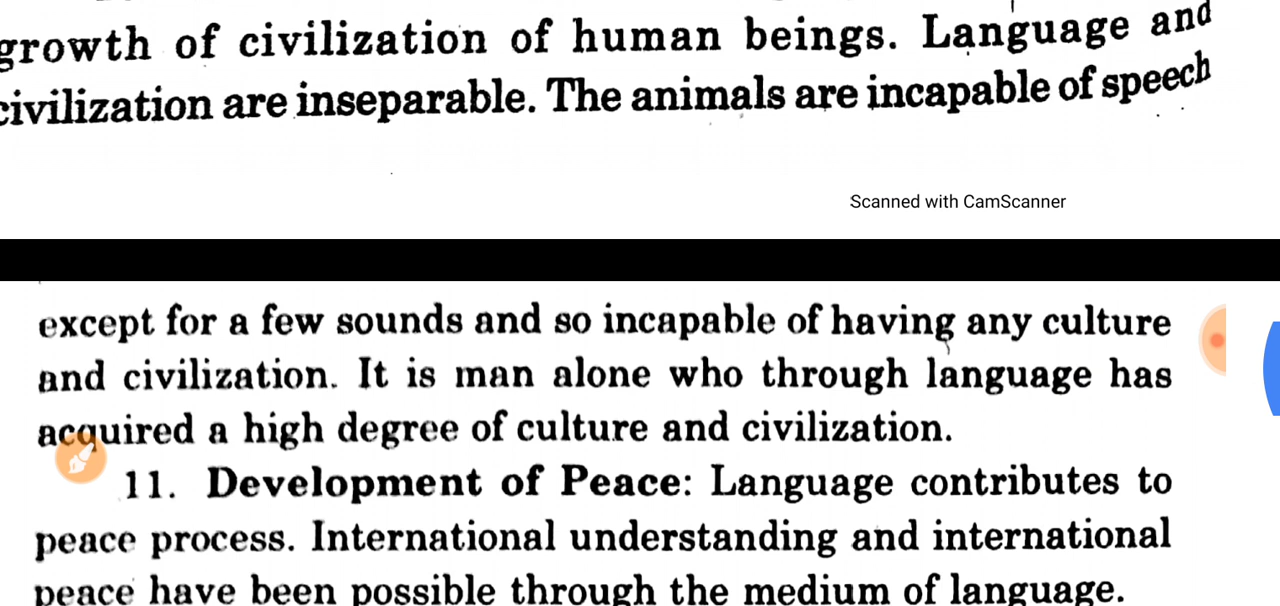 growth of civilization of human beings. Language and
civilization are inseparable. The animals are incapable of speech
Scanned with CamScanner
except for a few sounds and so incapable of having any culture
and civilization. It is man alone who through language has
acquired a high degree of culture and civilization.
11. Development of Peace: Language contributes to
peace process. International understanding and international
peace have been possible through the medium of language.